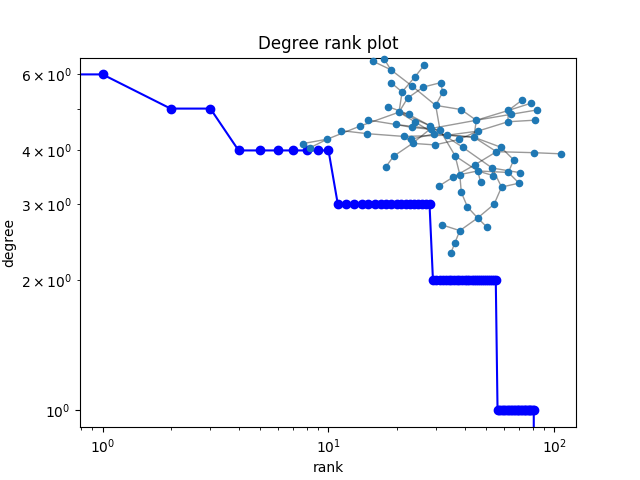 Degree rank plot
6 × 10⁰
4 × 10⁰
3 × 10⁰
2 × 10⁰
10⁰
degree
10⁰ 10¹ 10²
rank